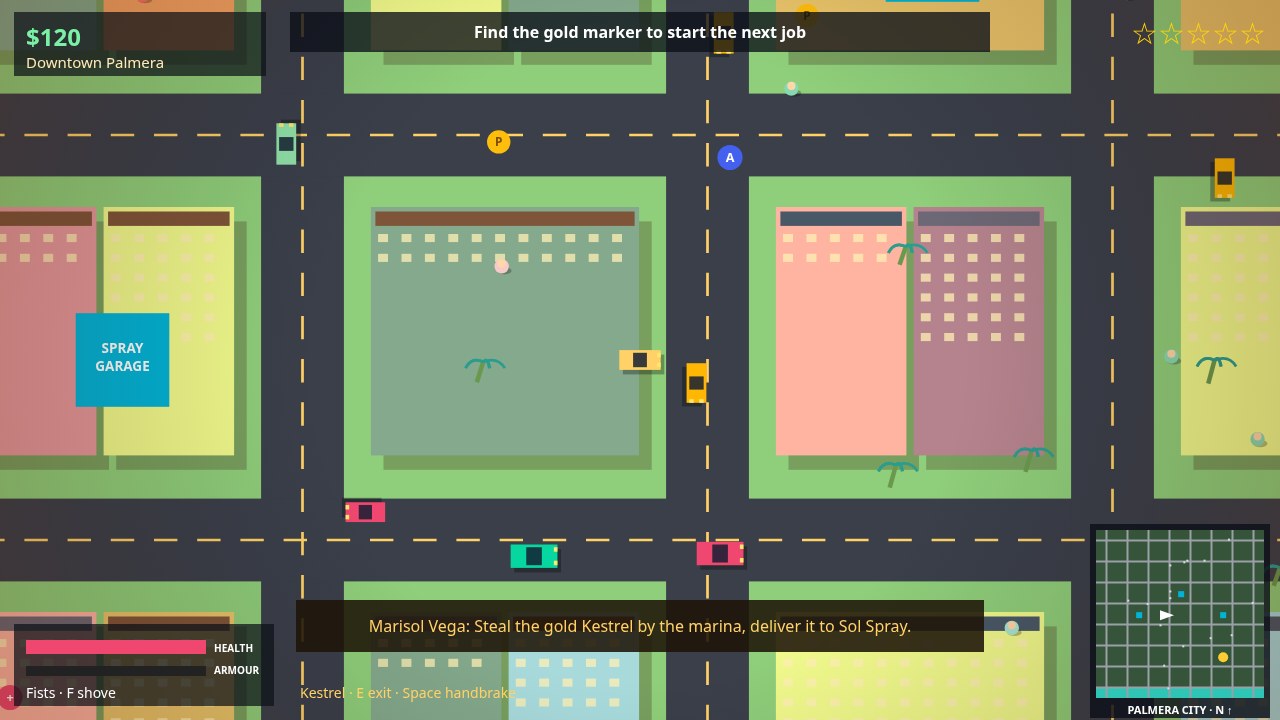 $120
Downtown Palmera
Find the gold marker to start the next job
P
☆☆☆☆☆
P
A
SPRAY
GARAGE
Marisol Vega: Steal the gold Kestrel by the marina, deliver it to Sol Spray.
HEALTH
ARMOUR
+
Fists · F shove
Kestrel · E exit · Space handbrake
PALMERA CITY · N ↑